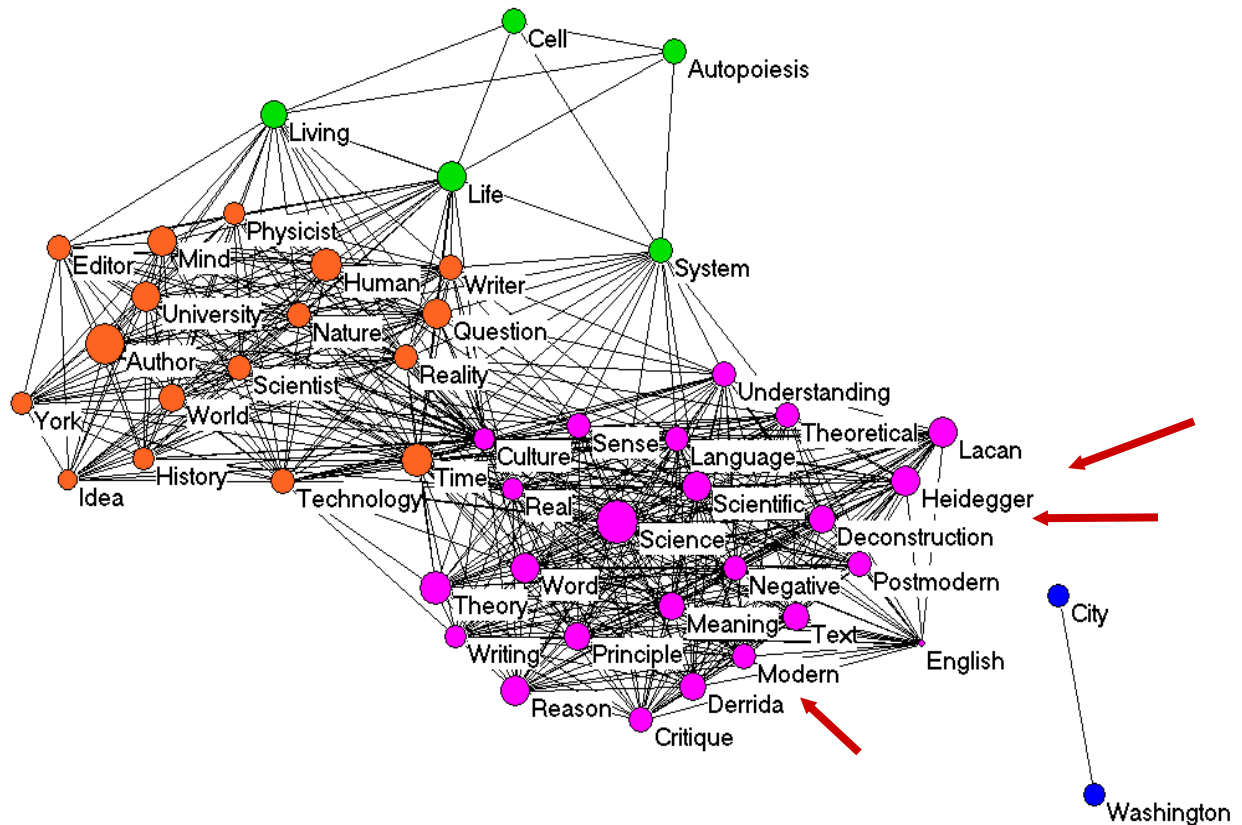 Cell
Autopoiesis
Living
Life
Physicist
Editor
Mind
Human
Writer
System
University
Nature
Question
Author
Scientist
Reality
World
York
Understanding
Theoretical
Culture
Sense
Language
Lacan
History
Idea
Technology
Time
Real
Scientific
Heidegger
Science
Deconstruction
Theory
Word
Negative
Postmodern
City
Meaning
Text
Writing
Principle
English
Modern
Reason
Derrida
Critique
Washington